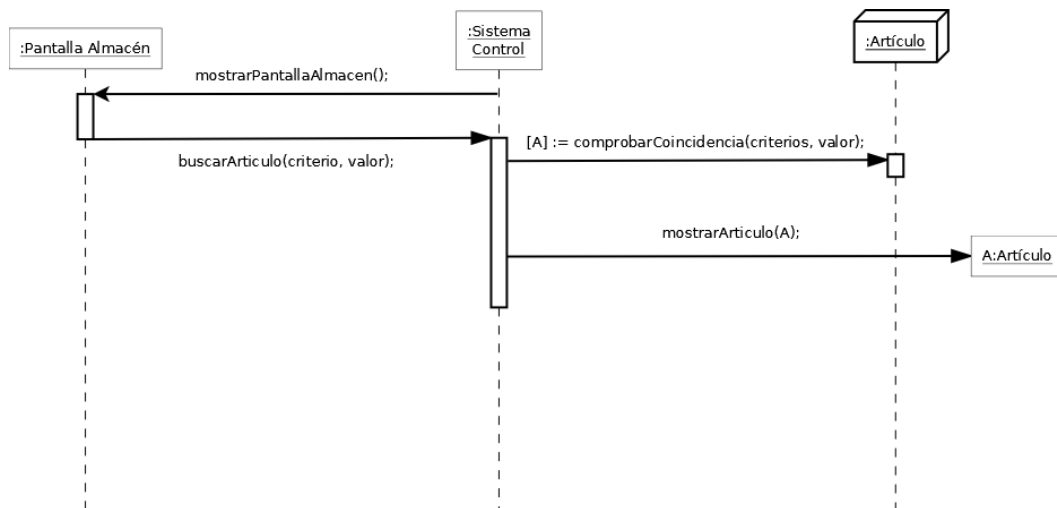 :Pantalla Almacén
:Sistema
Control
:Artículo
mostrarPantallaAlmacen();
buscarArticulo(criterio, valor);
[A] := comprobarCoincidencia(criterios, valor);
mostrarArticulo(A);
A:Artículo